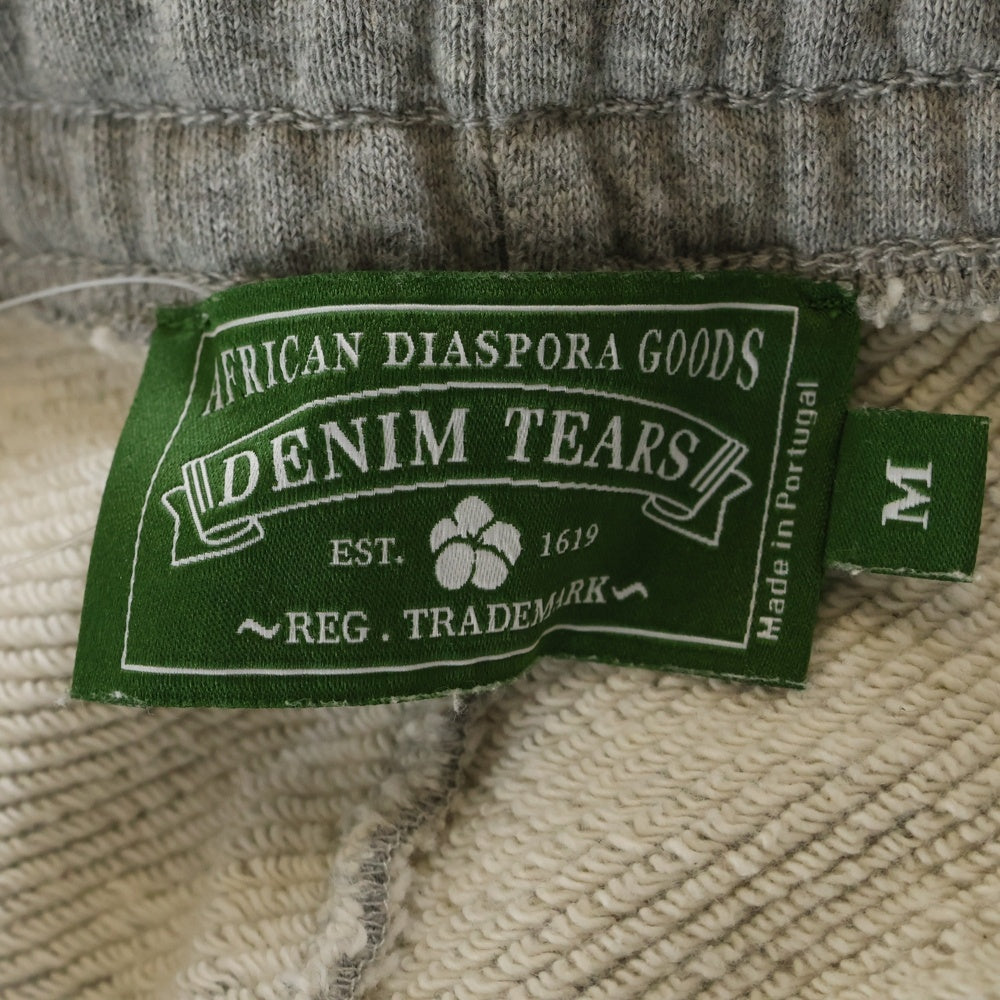 AFRICAN DIASPORA GOODS
DENIM TEARS
EST. 1619
~REG. TRADEMARK~
Made in Portugal
M